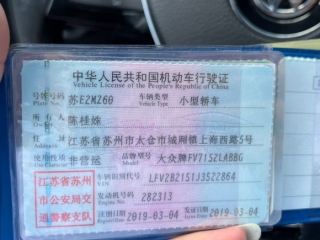 中华人民共和国机动车行驶证
Vehicle License of the People's Republic of China
号牌号码 苏E2MZ60 车辆类型 小型轿车
Plate No. Vehicle Type
所有人 陈桂姝
Owner
住址 江苏省苏州市太仓市城厢镇上海西路5号
Address
使用性质 非营运 品牌型号 大众牌FV7152LABBG
江苏省苏州
市公安局交
通警察支队
车辆识别代号 LFV2B2151J3522864
发动机号码 282313
Engine No.
注册日期 2019-03-04 发证日期 2019-03-04
Register Date Issue Date